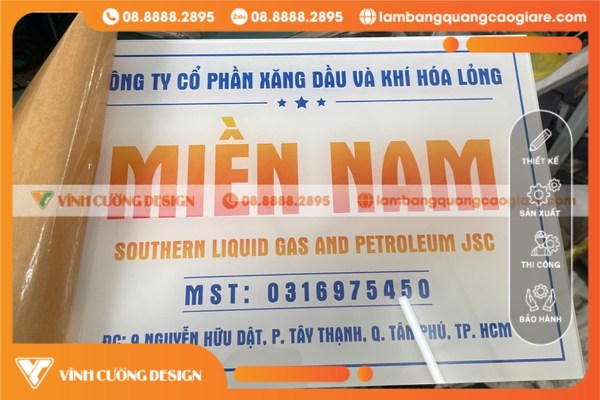 08.8888.2895 Zalo 08.8888.2895 lambangquangcaogiare.com
ÔNG TY CỔ PHẦN XĂNG DẦU VÀ KHÍ HÓA LỎNG
MIỀN NAM
VĨNH CƯỜNG DESIGN 08.8888.2895 lambangquangcaogiare.com
SOUTHERN LIQUID GAS AND PETROLEUM JSC
MST: 0316975450
ĐC: 9 NGUYỄN HỮU DẬT, P. TÂY THẠNH, Q. TÂN PHÚ, TP. HCM
THIẾT KẾ
SẢN XUẤT
THI CÔNG
BẢO HÀNH
VĨNH CƯỜNG DESIGN